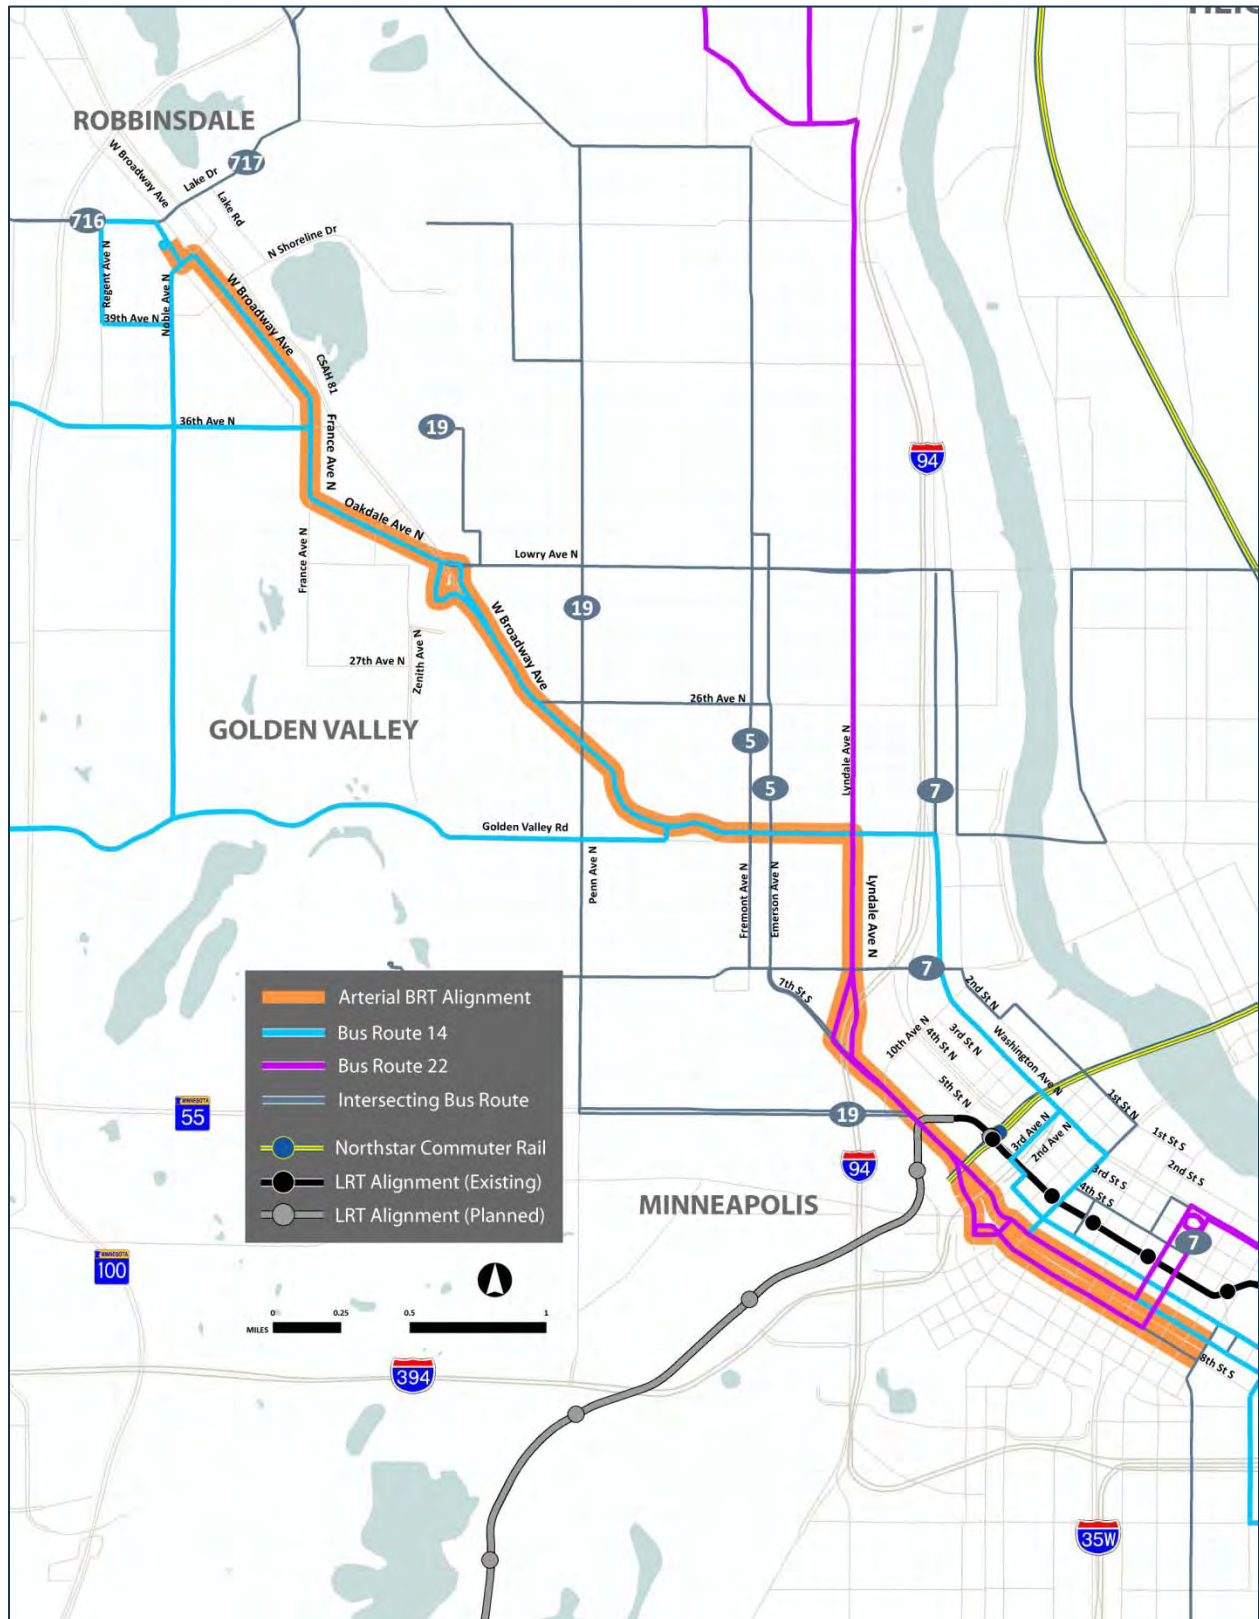 ROBBINSDALE
W Broadway Ave
717
Lake Dr
Lake Rd
716
N Shoreline Dr
Regent Ave N
Noble Ave N
W Broadway Ave
39th Ave N
CSAH 81
36th Ave N
France Ave N
19
94
Oakdale Ave N
France Ave N
Lowry Ave N
19
W Broadway Ave
Zenith Ave N
27th Ave N
26th Ave N
GOLDEN VALLEY
5
Lyndale Ave N
5
7
Golden Valley Rd
Penn Ave N
Fremont Ave N
Emerson Ave N
Lyndale Ave N
7
7th St S
2nd St N
10th Ave N
4th St N
3rd St N
Washington Ave N
5th St N
1st St N
3rd Ave N
2nd Ave N
1st St S
2nd St S
3rd St S
4th St S
19
94
MINNEAPOLIS
7
8th St S
Arterial BRT Alignment
Bus Route 14
Bus Route 22
Intersecting Bus Route
Northstar Commuter Rail
LRT Alignment (Existing)
LRT Alignment (Planned)
MINNESOTA
55
MINNESOTA
100
0 0.25 0.5 1
MILES
394
35W